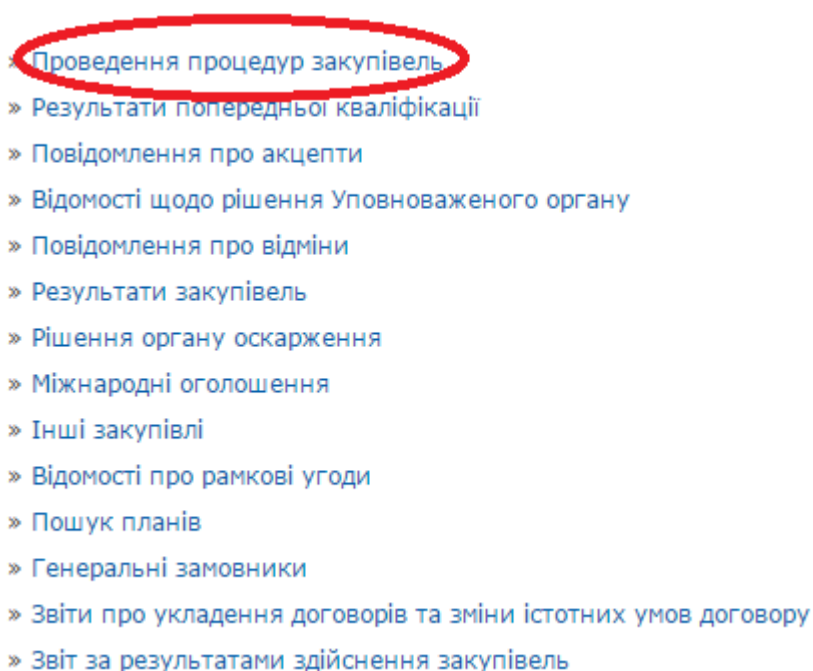 » Проведення процедур закупівель
» Результати попередньої кваліфікації
» Повідомлення про акцепти
» Відомості щодо рішення Уповноваженого органу
» Повідомлення про відміни
» Результати закупівель
» Рішення органу оскарження
» Міжнародні оголошення
» Інші закупівлі
» Відомості про рамкові угоди
» Пошук планів
» Генеральні замовники
» Звіти про укладення договорів та зміни істотних умов договору
» Звіт за результатами здійснення закупівель